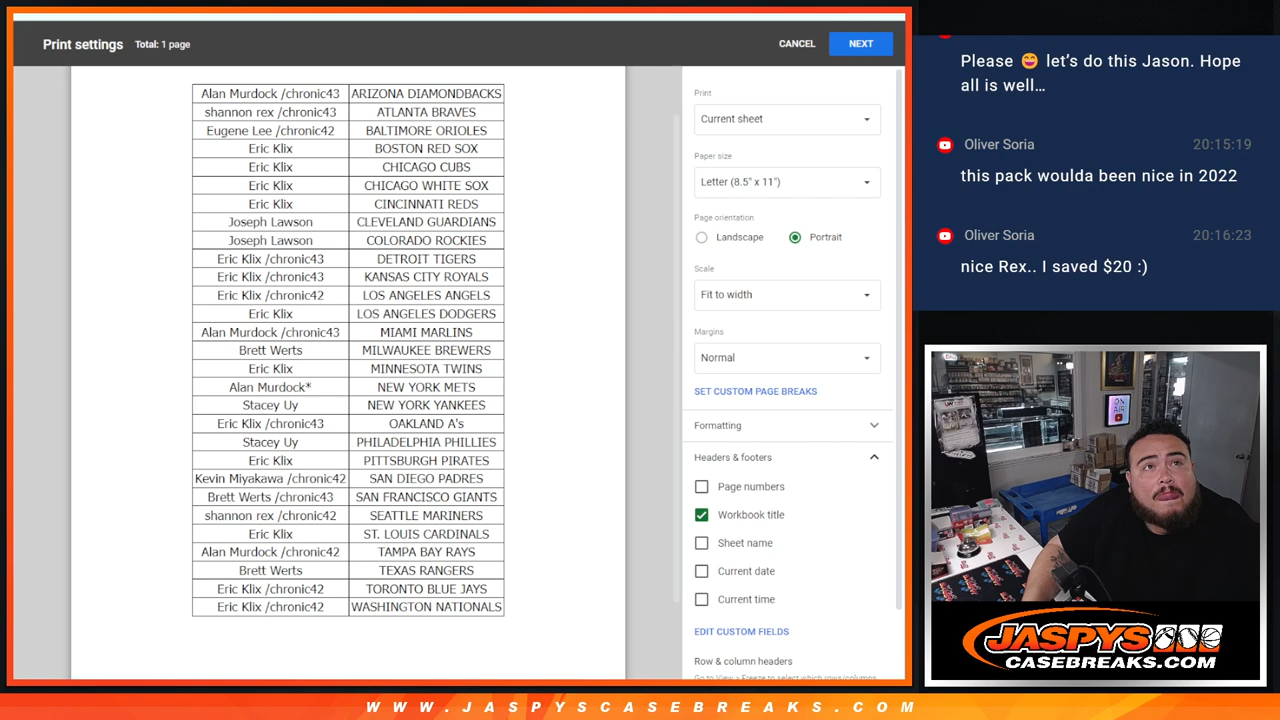 Print settings Total: 1 page
CANCEL
NEXT
Alan Murdock /chronic43 ARIZONA DIAMONDBACKS
shannon rex /chronic43 ATLANTA BRAVES
Eugene Lee /chronic42 BALTIMORE ORIOLES
Eric Klix BOSTON RED SOX
Eric Klix CHICAGO CUBS
Eric Klix CHICAGO WHITE SOX
Eric Klix CINCINNATI REDS
Joseph Lawson CLEVELAND GUARDIANS
Joseph Lawson COLORADO ROCKIES
Eric Klix /chronic43 DETROIT TIGERS
Eric Klix /chronic43 KANSAS CITY ROYALS
Eric Klix /chronic42 LOS ANGELES ANGELS
Eric Klix LOS ANGELES DODGERS
Alan Murdock /chronic43 MIAMI MARLINS
Brett Werts MILWAUKEE BREWERS
Eric Klix MINNESOTA TWINS
Alan Murdock* NEW YORK METS
Stacey Uy NEW YORK YANKEES
Eric Klix /chronic43 OAKLAND A's
Stacey Uy PHILADELPHIA PHILLIES
Eric Klix PITTSBURGH PIRATES
Kevin Miyakawa /chronic42 SAN DIEGO PADRES
Brett Werts /chronic43 SAN FRANCISCO GIANTS
shannon rex /chronic42 SEATTLE MARINERS
Eric Klix ST. LOUIS CARDINALS
Alan Murdock /chronic42 TAMPA BAY RAYS
Brett Werts TEXAS RANGERS
Eric Klix /chronic42 TORONTO BLUE JAYS
Eric Klix /chronic42 WASHINGTON NATIONALS
Print
Current sheet
Paper size
Letter (8.5" x 11")
Page orientation
Landscape Portrait
Scale
Fit to width
Margins
Normal
SET CUSTOM PAGE BREAKS
Formatting
Headers & footers
Page numbers
Workbook title
Sheet name
Current date
Current time
EDIT CUSTOM FIELDS
Row & column headers
Go to View > Freeze to select which rows/columns
Please 😄 let's do this Jason. Hope
all is well…
Oliver Soria 20:15:19
this pack woulda been nice in 2022
Oliver Soria 20:16:23
nice Rex.. I saved $20 :)
ON
AIR
JASPYS
CASEBREAKS.COM
WWW.JASPYSCASEBREAKS.COM